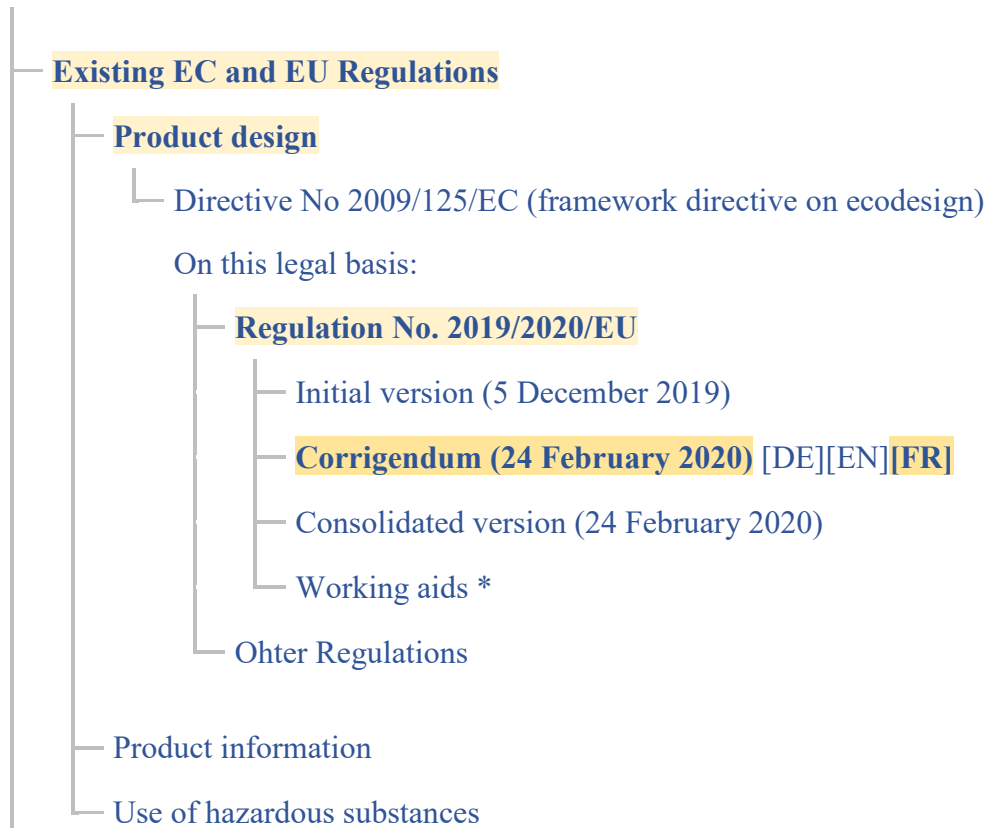 Existing EC and EU Regulations
Product design
Directive No 2009/125/EC (framework directive on ecodesign)
On this legal basis:
Regulation No. 2019/2020/EU
Initial version (5 December 2019)
Corrigendum (24 February 2020) [DE][EN][FR]
Consolidated version (24 February 2020)
Working aids *
Ohter Regulations
Product information
Use of hazardous substances